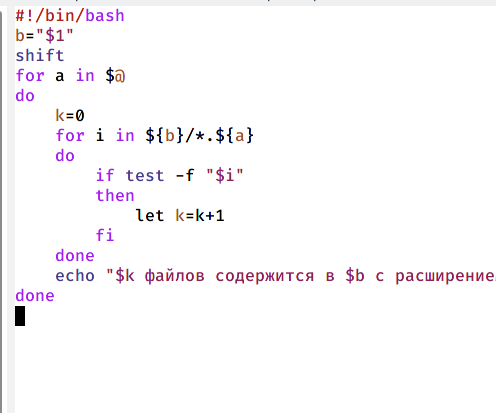 #!/bin/bash
b="$1"
shift
for a in $@
do
    k=0
    for i in ${b}/*.${a}
    do
        if test -f "$i"
        then
            let k=k+1
        fi
    done
    echo "$k файлов содержится в $b с расширение
done